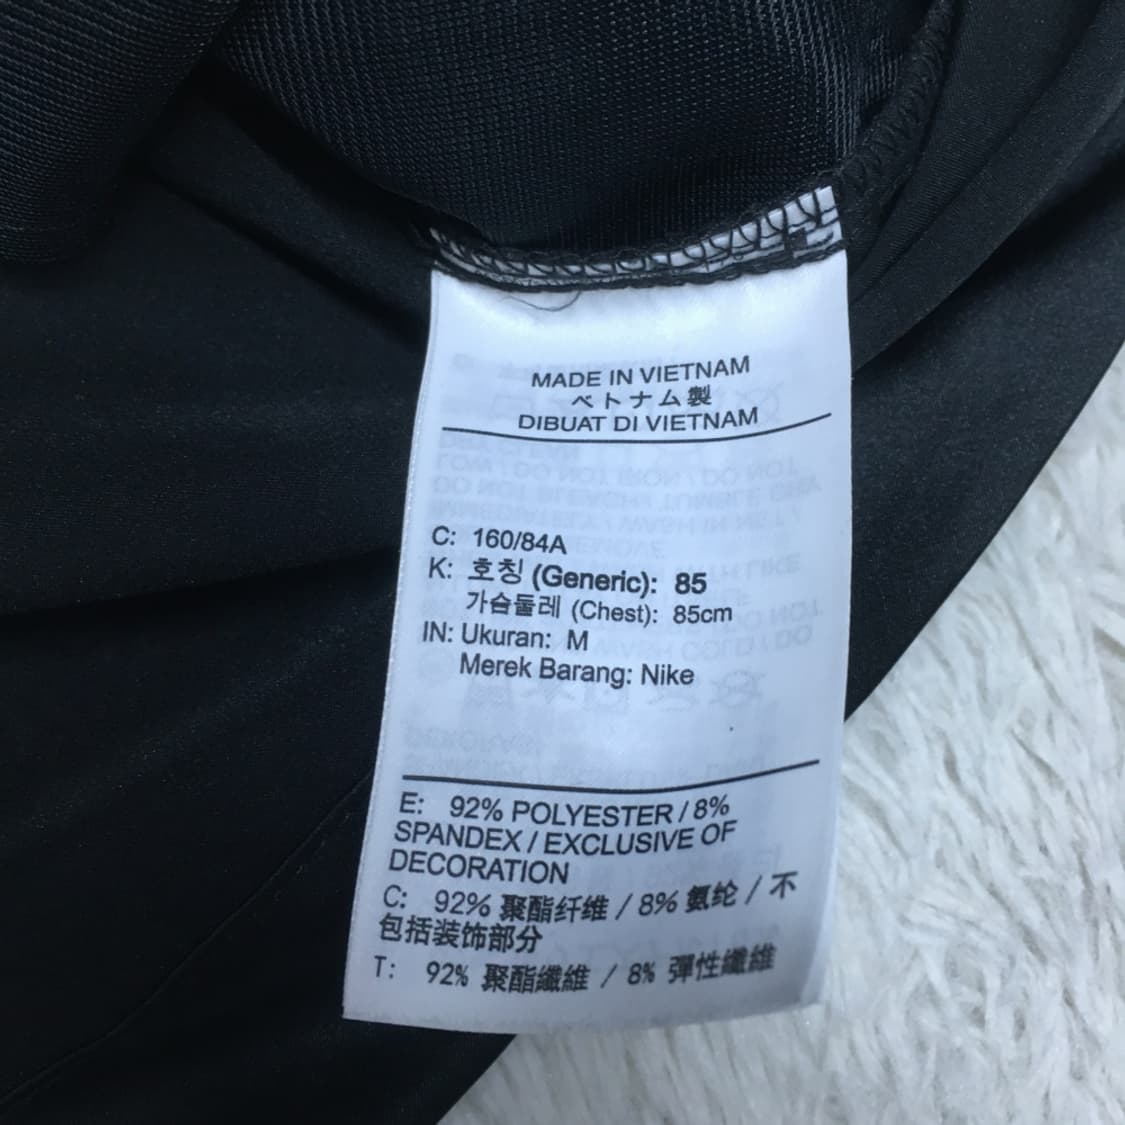 MADE IN VIETNAM
ベトナム製
DIBUAT DI VIETNAM
C: 160/84A
K: 호칭 (Generic): 85
가슴둘레 (Chest): 85cm
IN: Ukuran: M
Merek Barang: Nike
E: 92% POLYESTER / 8%
SPANDEX / EXCLUSIVE OF
DECORATION
C: 92% 聚酯纤维 / 8% 氨纶 / 不
包括装饰部分
T: 92% 聚酯纖維 / 8% 彈性纖維